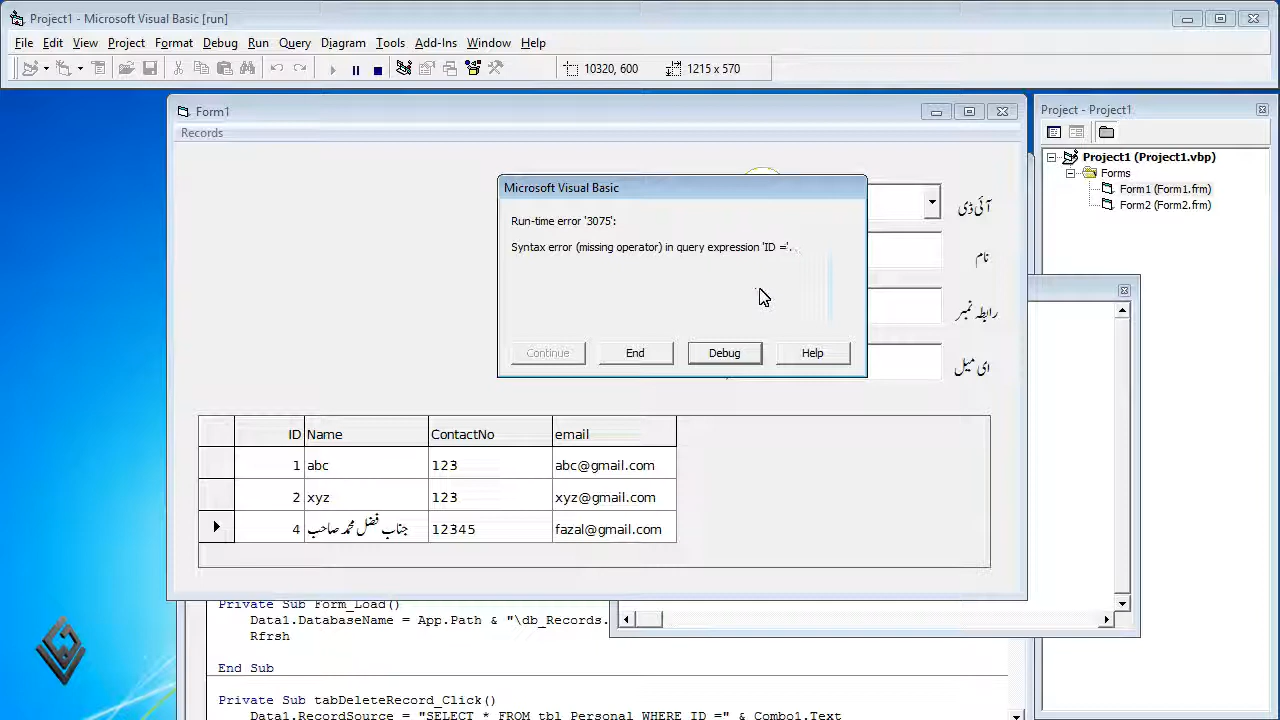 Project1 - Microsoft Visual Basic [run]
File Edit View Project Format Debug Run Query Diagram Tools Add-Ins Window Help
10320, 600 1215 x 570
Form1
Records
Project - Project1
Project1 (Project1.vbp)
Forms
Form1 (Form1.frm)
Form2 (Form2.frm)
Microsoft Visual Basic
Run-time error '3075':
Syntax error (missing operator) in query expression 'ID ='.
Continue End Debug Help
آئی ڈی
نام
رابطہ نمبر
ای میل
ID Name ContactNo email
1 abc 123 abc@gmail.com
2 xyz 123 xyz@gmail.com
4 جناب فضل محمد صاحب 12345 fazal@gmail.com
Private Sub Form_Load()
Data1.DatabaseName = App.Path & "\db_Records.
Rfrsh
End Sub
Private Sub tabDeleteRecord_Click()
Data1.RecordSource = "SELECT * FROM tbl_Personal WHERE ID =" & Combo1.Text